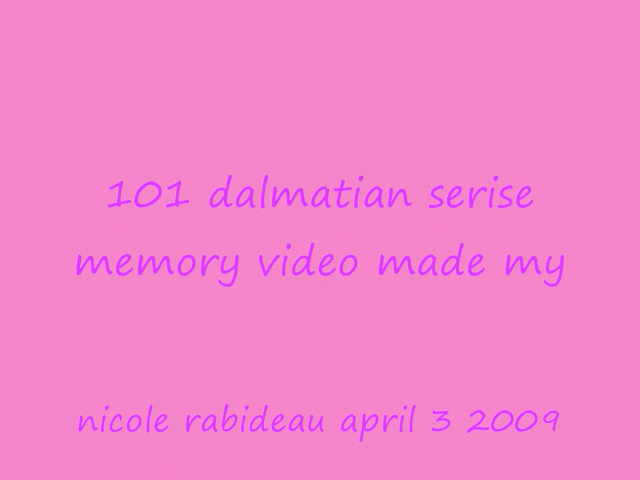 101 dalmatian serise
memory video made my
nicole rabideau april 3 2009